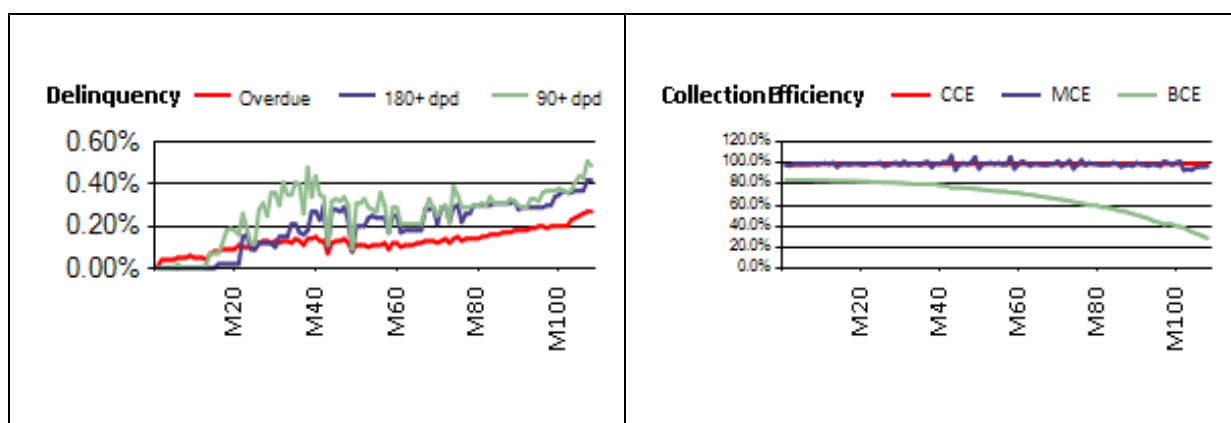 Delinquency Overdue 180+ dpd 90+ dpd
0.60%
0.40%
0.20%
0.00%
M20 M40 M60 M80 M100
Collection Efficiency CCE MCE BCE
120.0%
100.0%
80.0%
60.0%
40.0%
20.0%
0.0%
M20 M40 M60 M80 M100